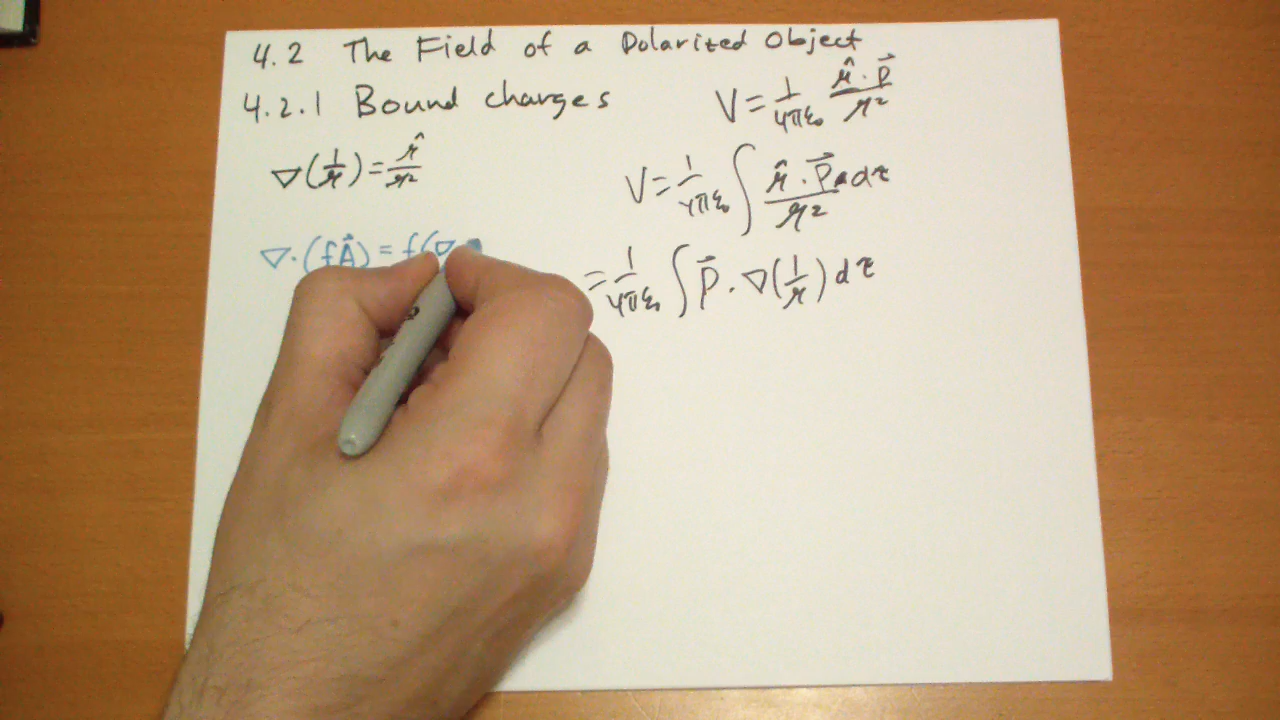 4.2 The Field of a Polarized Object
4.2.1 Bound charges
V = 1/4πε₀ 𝓇̂·p⃗/𝓇²
∇(1/𝓇) = 𝓇̂/𝓇²
V = 1/4πε₀ ∫ 𝓇̂·P⃗ dτ/𝓇²
∇·(fA⃗) = f(∇
= 1/4πε₀ ∫ P⃗·∇(1/𝓇) dτ